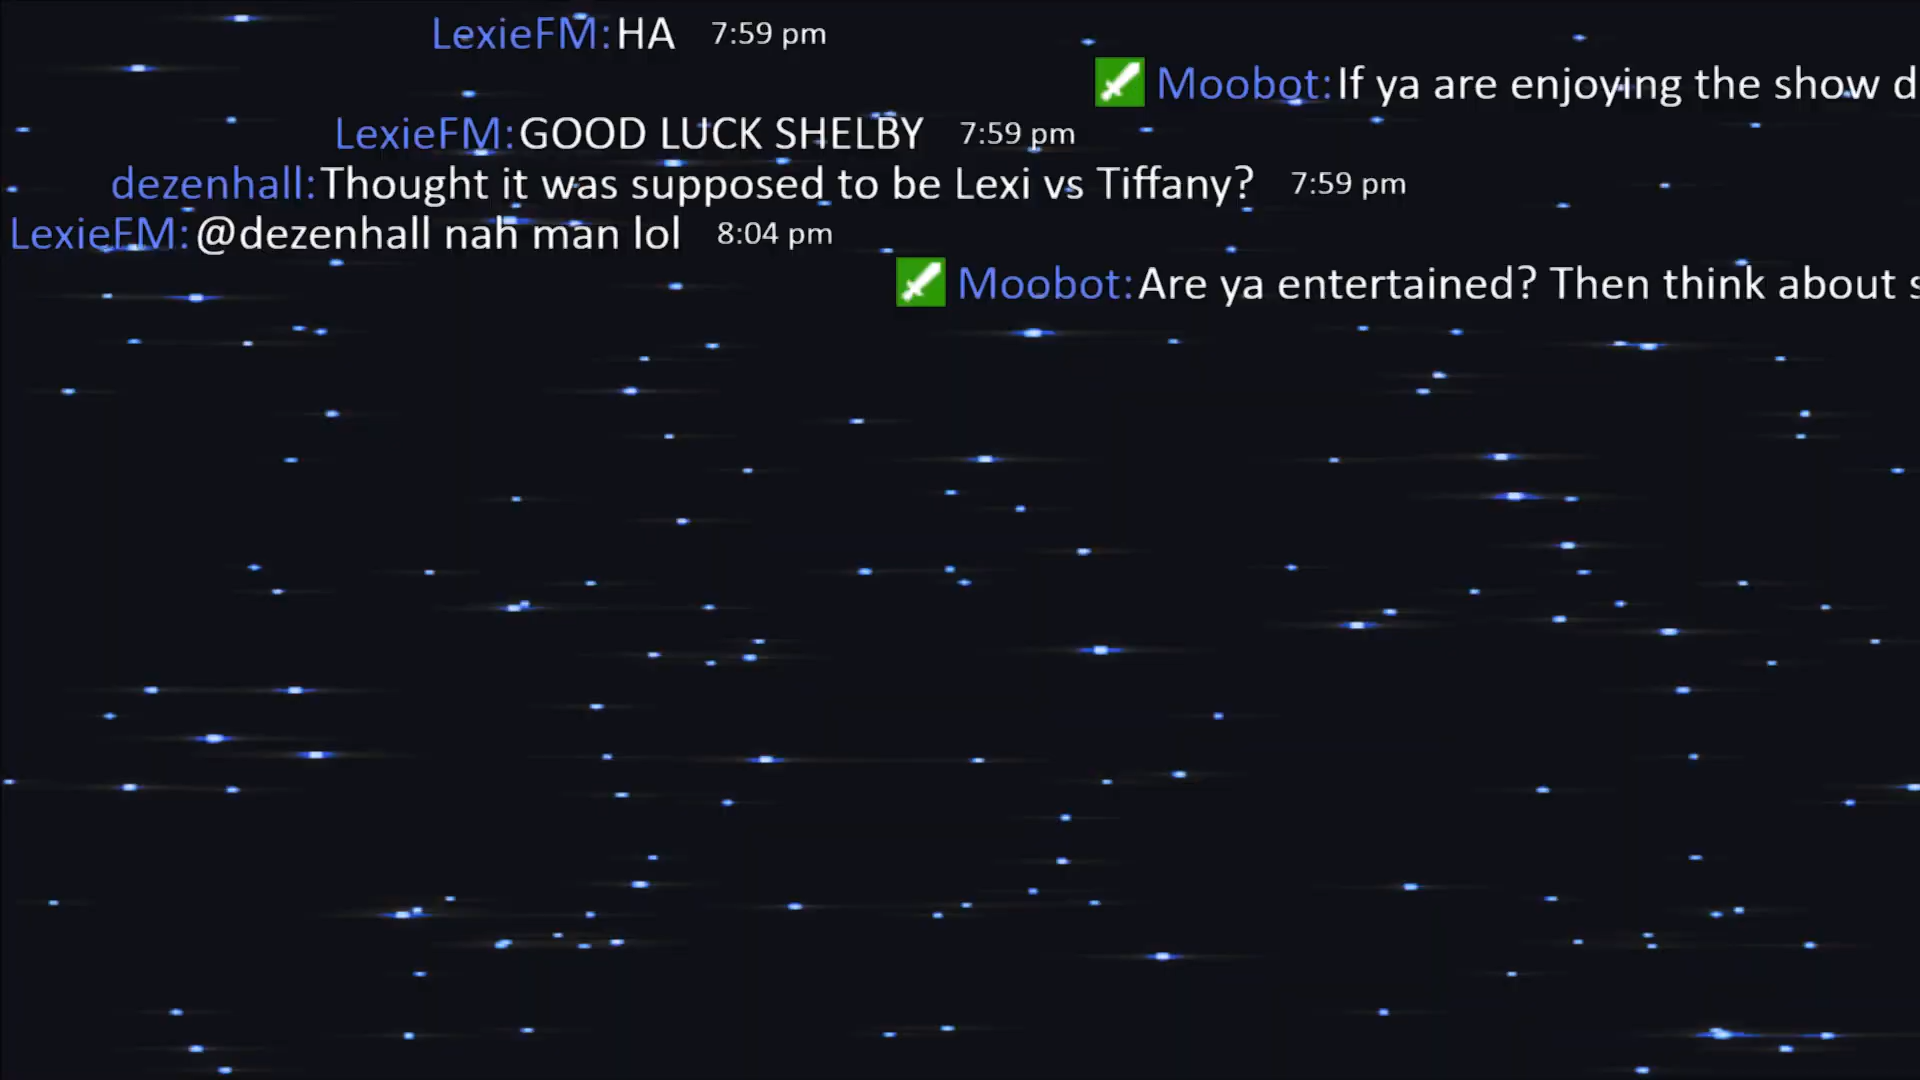 LexieFM:HA 7:59 pm
Moobot:If ya are enjoying the show d
LexieFM:GOOD LUCK SHELBY 7:59 pm
dezenhall:Thought it was supposed to be Lexi vs Tiffany? 7:59 pm
LexieFM:@dezenhall nah man lol 8:04 pm
Moobot:Are ya entertained? Then think about s